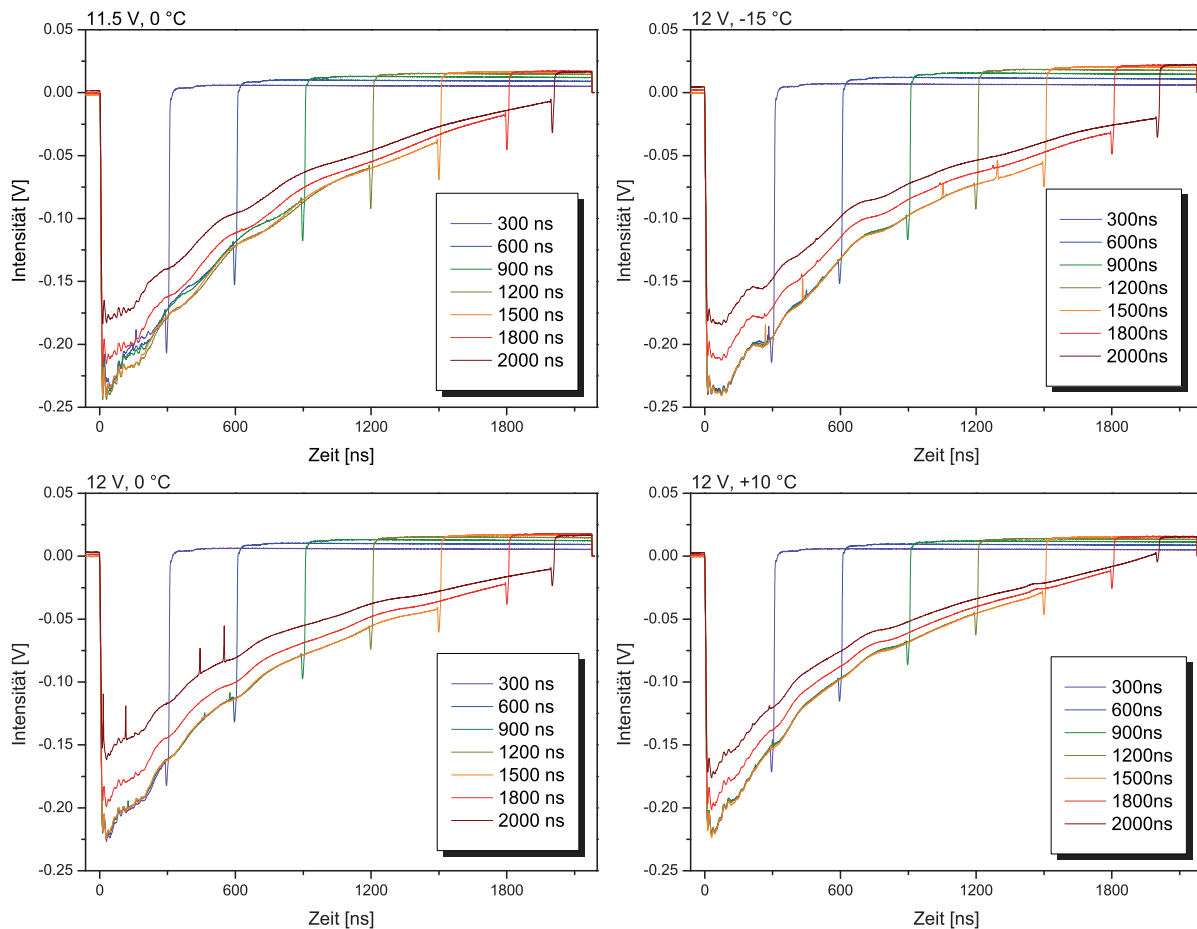 11.5 V, 0 °C
0.05
0.00
-0.05
-0.10
-0.15
-0.20
-0.25
Intensität [V]
300 ns
600 ns
900 ns
1200 ns
1500 ns
1800 ns
2000 ns
0
600
1200
1800
Zeit [ns]
12 V, -15 °C
0.05
0.00
-0.05
-0.10
-0.15
-0.20
-0.25
Intensität [V]
300ns
600ns
900ns
1200ns
1500ns
1800ns
2000ns
0
600
1200
1800
Zeit [ns]
12 V, 0 °C
0.05
0.00
-0.05
-0.10
-0.15
-0.20
-0.25
Intensität [V]
300 ns
600 ns
900 ns
1200 ns
1500 ns
1800 ns
2000 ns
0
600
1200
1800
Zeit [ns]
12 V, +10 °C
0.05
0.00
-0.05
-0.10
-0.15
-0.20
-0.25
Intensität [V]
300ns
600ns
900ns
1200ns
1500ns
1800ns
2000ns
0
600
1200
1800
Zeit [ns]